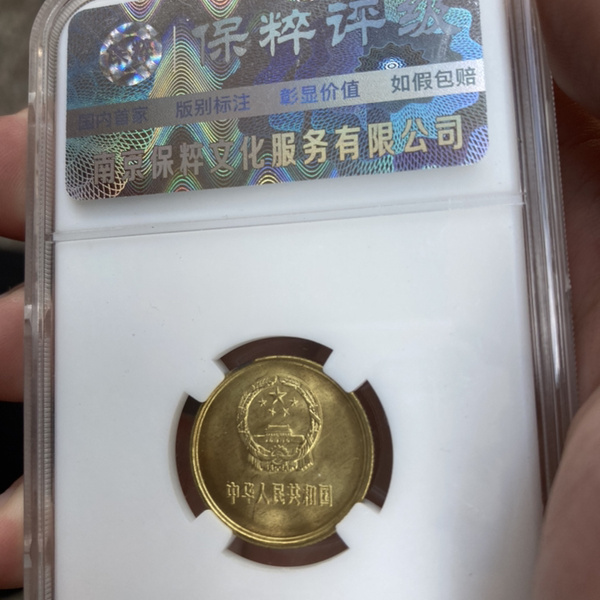 保粹评级
国内首家 版别标注 彰显价值 如假包赔
南京保粹文化服务有限公司
中华人民共和国